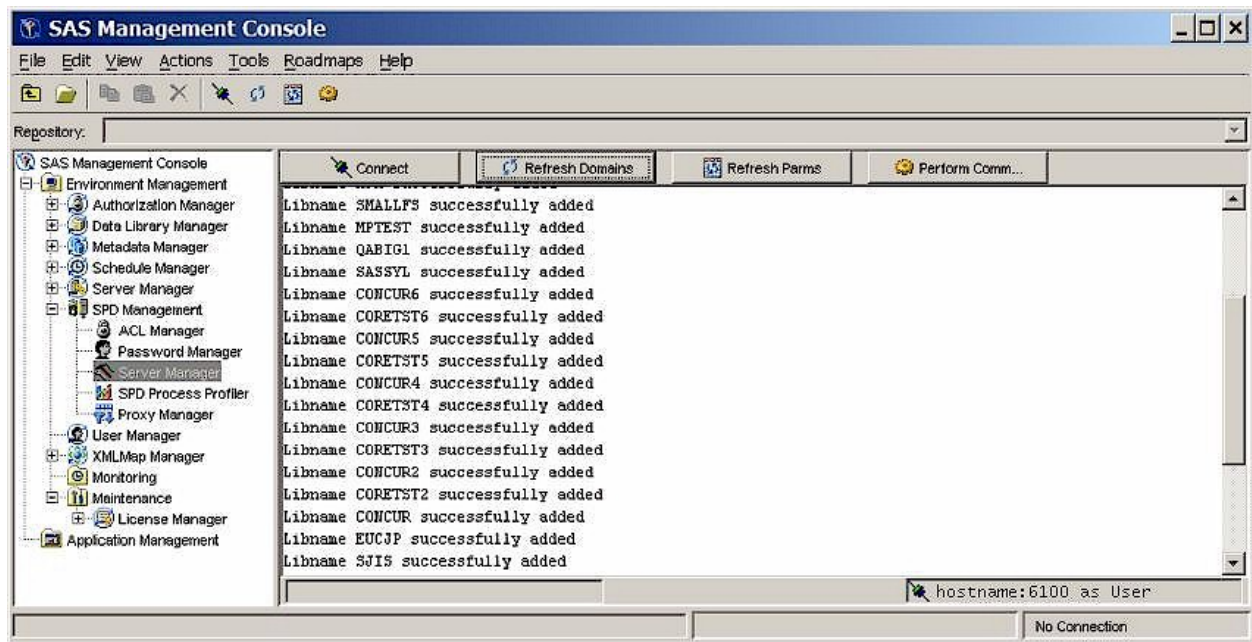 SAS Management Console
File Edit View Actions Tools Roadmaps Help
Repository:
SAS Management Console
Environment Management
Authorization Manager
Data Library Manager
Metadata Manager
Schedule Manager
Server Manager
SPD Management
ACL Manager
Password Manager
Server Manager
SPD Process Profiler
Proxy Manager
User Manager
XMLMap Manager
Monitoring
Maintenance
License Manager
Application Management
Connect Refresh Domains Refresh Parms Perform Comm...
Libname SMALLFS successfully added
Libname MPTEST successfully added
Libname QABIG1 successfully added
Libname SASSYL successfully added
Libname CONCUR6 successfully added
Libname CORETST6 successfully added
Libname CONCUR5 successfully added
Libname CORETST5 successfully added
Libname CONCUR4 successfully added
Libname CORETST4 successfully added
Libname CONCUR3 successfully added
Libname CORETST3 successfully added
Libname CONCUR2 successfully added
Libname CORETST2 successfully added
Libname CONCUR successfully added
Libname EUCJP successfully added
Libname SJIS successfully added
hostname:6100 as User
No Connection